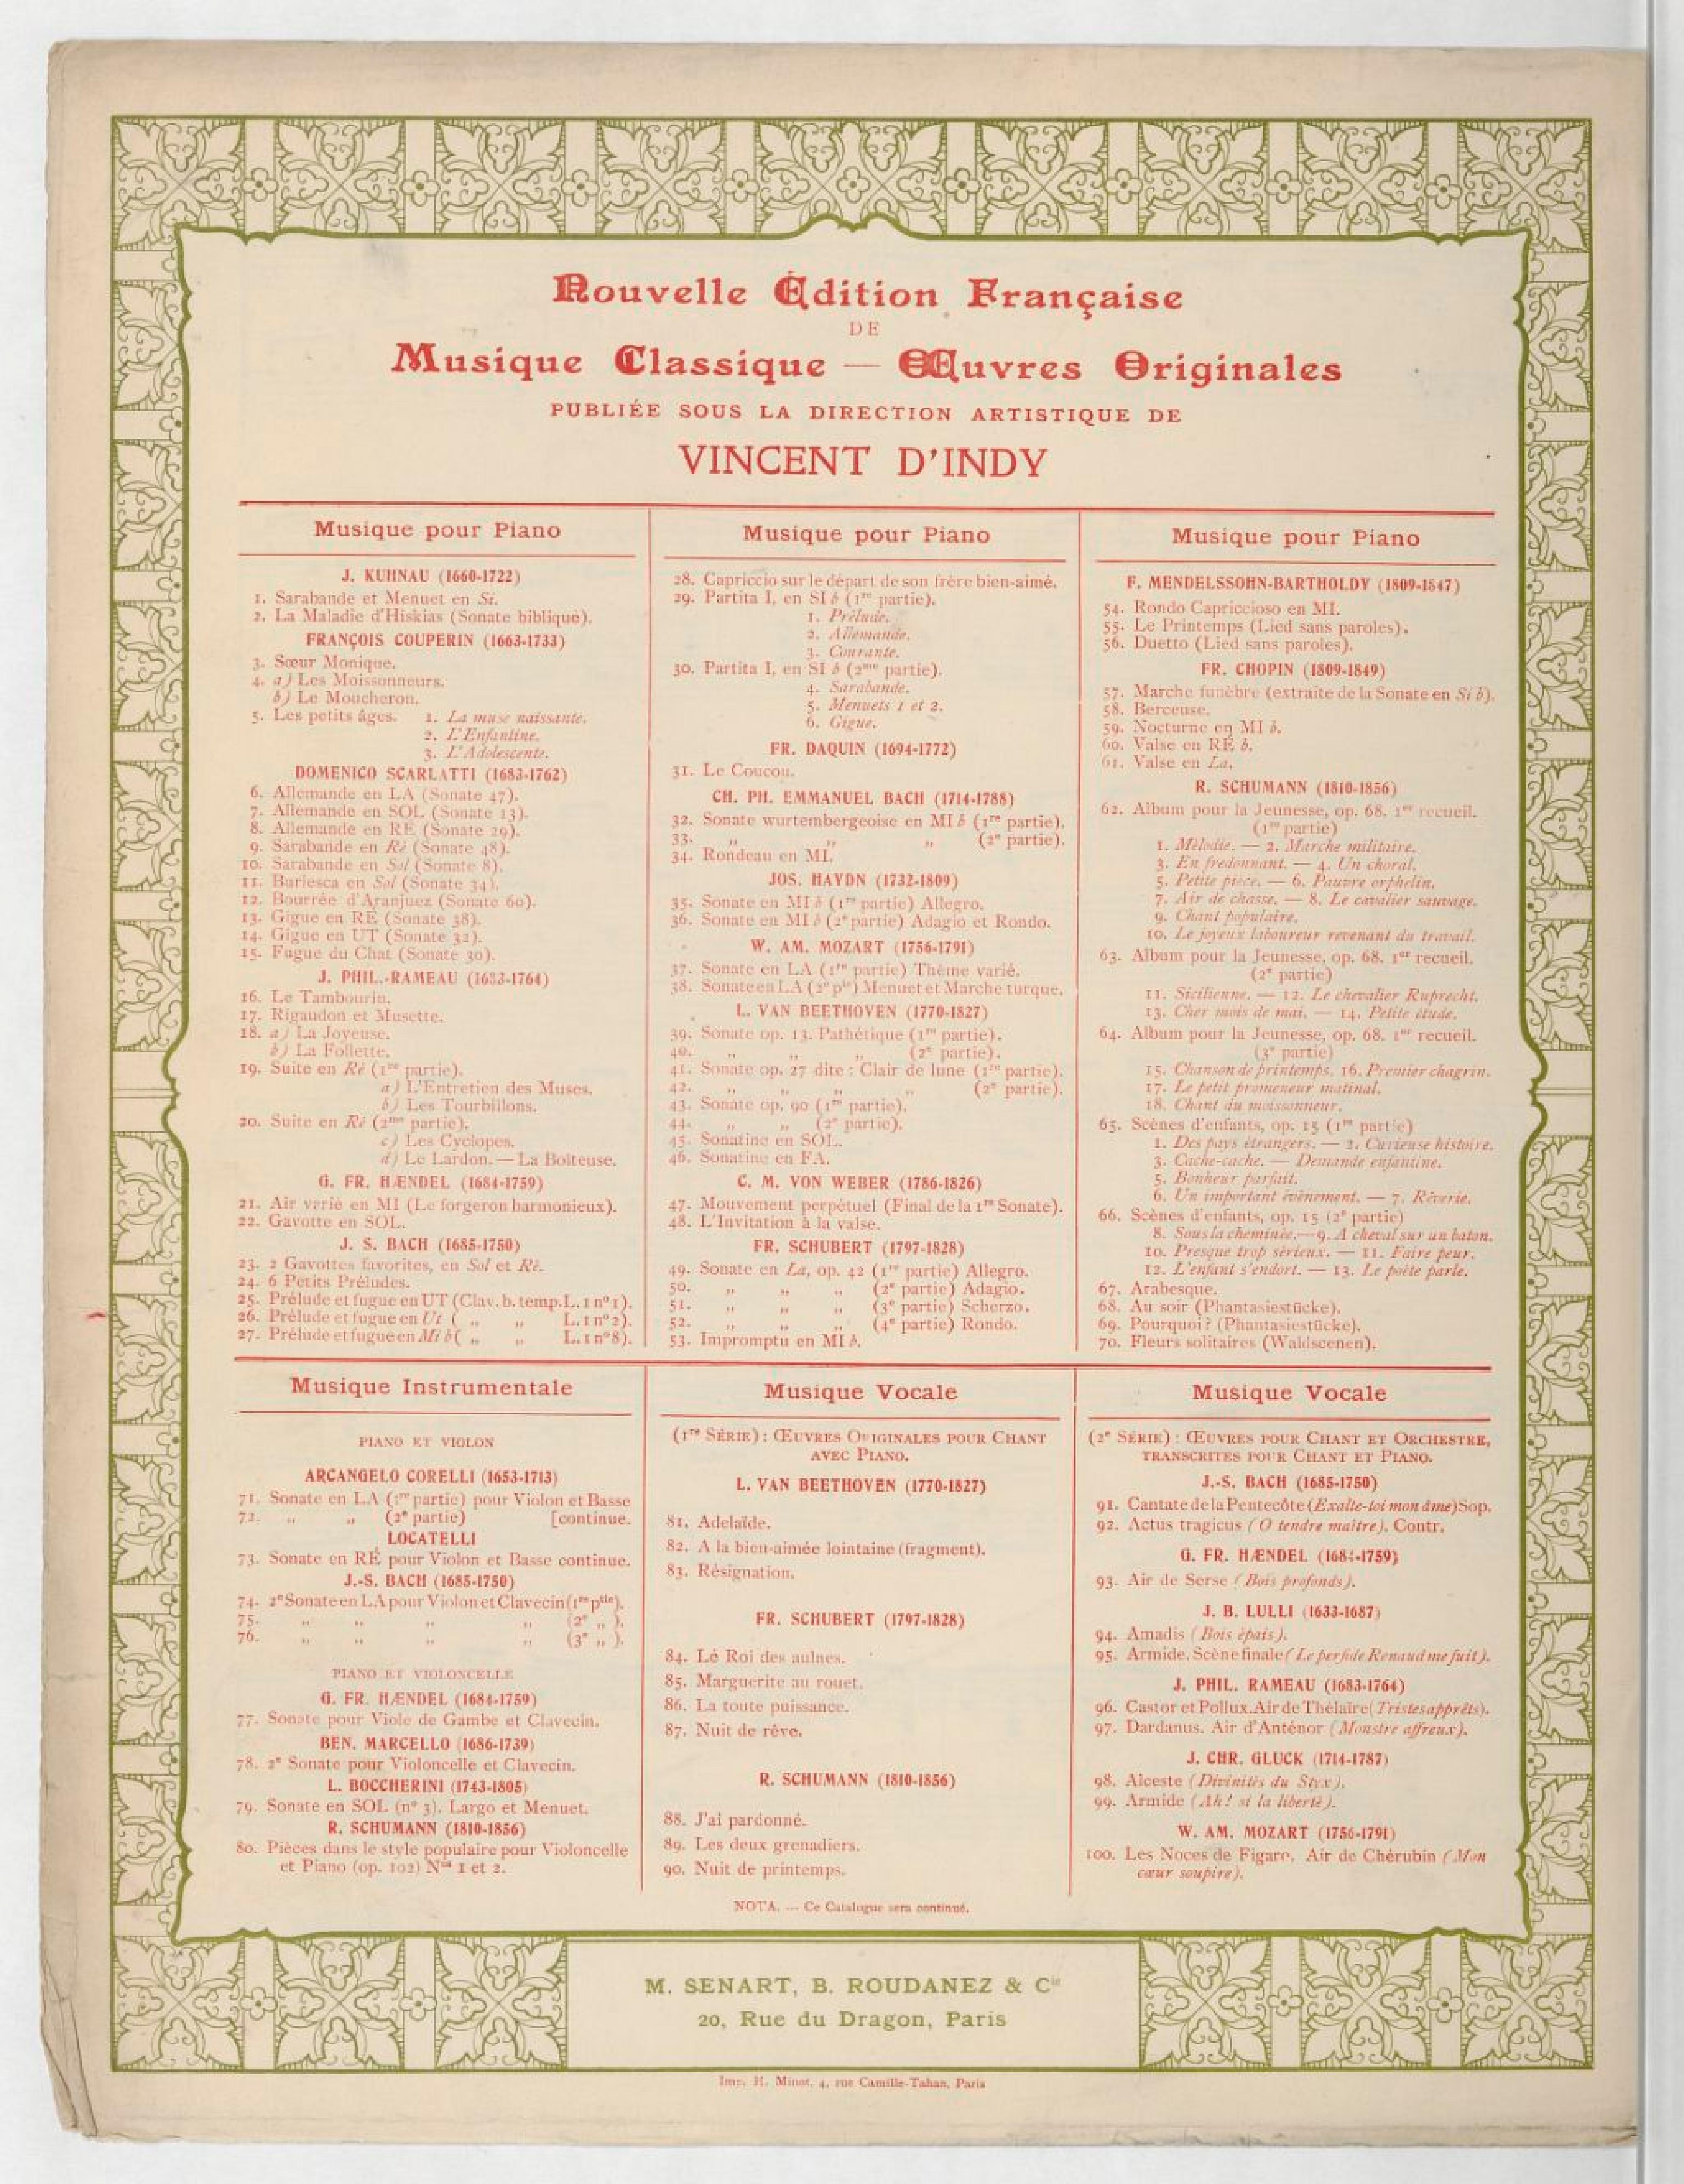 Nouvelle Édition Française
DE
Musique Classique — Œuvres Originales
PUBLIÉE SOUS LA DIRECTION ARTISTIQUE DE
VINCENT D'INDY
Musique pour Piano
J. KUHNAU (1660-1722)
1. Sarabande et Menuet en Si.
2. La Maladie d'Hiskias (Sonate biblique).
FRANÇOIS COUPERIN (1663-1733)
3. Sœur Monique.
4. a) Les Moissonneurs.
b) Le Moucheron.
5. Les petits âges. 1. La muse naissante.
2. L'Enfantine.
3. L'Adolescente.
DOMENICO SCARLATTI (1683-1762)
6. Allemande en LA (Sonate 47).
7. Allemande en SOL (Sonate 13).
8. Allemande en RE (Sonate 29).
9. Sarabande en Ré (Sonate 48).
10. Sarabande en Sol (Sonate 8).
11. Burlesca en Sol (Sonate 34).
12. Bourrée d'Aranjuez (Sonate 60).
13. Gigue en RÉ (Sonate 38).
14. Gigue en UT (Sonate 32).
15. Fugue du Chat (Sonate 30).
J. PHIL.-RAMEAU (1683-1764)
16. Le Tambourin.
17. Rigaudon et Musette.
18. a) La Joyeuse.
b) La Follette.
19. Suite en Ré (1re partie).
a) L'Entretien des Muses.
b) Les Tourbillons.
20. Suite en Ré (2me partie).
c) Les Cyclopes.
d) Le Lardon. — La Boiteuse.
G. FR. HÆNDEL (1684-1759)
21. Air varié en MI (Le forgeron harmonieux).
22. Gavotte en SOL.
J. S. BACH (1685-1750)
23. 2 Gavottes favorites, en Sol et Ré.
24. 6 Petits Préludes.
25. Prélude et fugue en UT (Clav. b. temp. L. 1 nº 1).
26. Prélude et fugue en Ut ( „ „ L. 1 nº 2).
27. Prélude et fugue en Mi b ( „ „ L. 1 nº 8).
Musique pour Piano
28. Capriccio sur le départ de son frère bien-aimé.
29. Partita I, en SI b (1re partie).
1. Prélude.
2. Allemande.
3. Courante.
30. Partita I, en SI b (2me partie).
4. Sarabande.
5. Menuets 1 et 2.
6. Gigue.
FR. DAQUIN (1694-1772)
31. Le Coucou.
CH. PH. EMMANUEL BACH (1714-1788)
32. Sonate wurtembergeoise en MI b (1re partie).
33. „ „ „ (2e partie).
34. Rondeau en MI.
JOS. HAYDN (1732-1809)
35. Sonate en MI b (1re partie) Allegro.
36. Sonate en MI b (2e partie) Adagio et Rondo.
W. AM. MOZART (1756-1791)
37. Sonate en LA (1re partie) Thème varié.
38. Sonate en LA (2e pie) Menuet et Marche turque.
L. VAN BEETHOVEN (1770-1827)
39. Sonate op. 13. Pathétique (1re partie).
40. „ „ „ (2e partie).
41. Sonate op. 27 dite : Clair de lune (1re partie).
42. „ „ „ „ (2e partie).
43. Sonate op. 90 (1re partie).
44. „ „ (2e partie).
45. Sonatine en SOL.
46. Sonatine en FA.
C. M. VON WEBER (1786-1826)
47. Mouvement perpétuel (Final de la 1re Sonate).
48. L'Invitation à la valse.
FR. SCHUBERT (1797-1828)
49. Sonate en La, op. 42 (1re partie) Allegro.
50. „ „ „ (2e partie) Adagio.
51. „ „ „ (3e partie) Scherzo.
52. „ „ „ (4e partie) Rondo.
53. Impromptu en MI b.
Musique pour Piano
F. MENDELSSOHN-BARTHOLDY (1809-1847)
54. Rondo Capriccioso en MI.
55. Le Printemps (Lied sans paroles).
56. Duetto (Lied sans paroles).
FR. CHOPIN (1809-1849)
57. Marche funèbre (extraite de la Sonate en Si b).
58. Berceuse.
59. Nocturne en MI b.
60. Valse en RÉ b.
61. Valse en La.
R. SCHUMANN (1810-1856)
62. Album pour la Jeunesse, op. 68. 1er recueil.
(1re partie)
1. Mélodie. — 2. Marche militaire.
3. En fredonnant. — 4. Un choral.
5. Petite pièce. — 6. Pauvre orphelin.
7. Air de chasse. — 8. Le cavalier sauvage.
9. Chant populaire.
10. Le joyeux laboureur revenant du travail.
63. Album pour la Jeunesse, op. 68. 1er recueil.
(2e partie)
11. Sicilienne. — 12. Le chevalier Ruprecht.
13. Cher mois de mai. — 14. Petite étude.
64. Album pour la Jeunesse, op. 68. 1er recueil.
(3e partie)
15. Chanson de printemps. 16. Premier chagrin.
17. Le petit promeneur matinal.
18. Chant du moissonneur.
65. Scènes d'enfants, op. 15 (1re partie)
1. Des pays étrangers. — 2. Curieuse histoire.
3. Cache-cache. — Demande enfantine.
5. Bonheur parfait.
6. Un important évènement. — 7. Rêverie.
66. Scènes d'enfants, op. 15 (2e partie)
8. Sous la cheminée. — 9. A cheval sur un baton.
10. Presque trop sérieux. — 11. Faire peur.
12. L'enfant s'endort. — 13. Le poète parle.
67. Arabesque.
68. Au soir (Phantasiestücke).
69. Pourquoi ? (Phantasiestücke).
70. Fleurs solitaires (Waldscenen).
Musique Instrumentale
PIANO ET VIOLON
ARCANGELO CORELLI (1653-1713)
71. Sonate en LA (1re partie) pour Violon et Basse
72. „ „ (2e partie) [continue.
LOCATELLI
73. Sonate en RÉ pour Violon et Basse continue.
J.-S. BACH (1685-1750)
74. 2e Sonate en LA pour Violon et Clavecin (1re ptie).
75. „ „ „ „ (2e „ ).
76. „ „ „ „ (3e „ ).
PIANO ET VIOLONCELLE
G. FR. HÆNDEL (1684-1759)
77. Sonate pour Viole de Gambe et Clavecin.
BEN. MARCELLO (1686-1739)
78. 2e Sonate pour Violoncelle et Clavecin.
L. BOCCHERINI (1743-1805)
79. Sonate en SOL (nº 3). Largo et Menuet.
R. SCHUMANN (1810-1856)
80. Pièces dans le style populaire pour Violoncelle
et Piano (op. 102) Nos 1 et 2.
Musique Vocale
(1re SÉRIE) : ŒUVRES ORIGINALES POUR CHANT
AVEC PIANO.
L. VAN BEETHOVEN (1770-1827)
81. Adelaïde.
82. A la bien-aimée lointaine (fragment).
83. Résignation.
FR. SCHUBERT (1797-1828)
84. Lé Roi des aulnes.
85. Marguerite au rouet.
86. La toute puissance.
87. Nuit de rêve.
R. SCHUMANN (1810-1856)
88. J'ai pardonné.
89. Les deux grenadiers.
90. Nuit de printemps.
Musique Vocale
(2e SÉRIE) : ŒUVRES POUR CHANT ET ORCHESTRE,
TRANSCRITES POUR CHANT ET PIANO.
J.-S. BACH (1685-1750)
91. Cantate de la Pentecôte (Exalte-toi mon âme) Sop.
92. Actus tragicus (O tendre maître). Contr.
G. FR. HÆNDEL (1684-1759)
93. Air de Serse (Bois profonds).
J. B. LULLI (1633-1687)
94. Amadis (Bois épais).
95. Armide. Scène finale (Le perfide Renaud me fuit).
J. PHIL. RAMEAU (1683-1764)
96. Castor et Pollux. Air de Thélaïre (Tristes apprêts).
97. Dardanus. Air d'Anténor (Monstre affreux).
J. CHR. GLUCK (1714-1787)
98. Alceste (Divinités du Styx).
99. Armide (Ah ! si la liberté).
W. AM. MOZART (1756-1791)
100. Les Noces de Figaro. Air de Chérubin (Mon
cœur soupire).
NOTA. — Ce Catalogue sera continué.
M. SENART, B. ROUDANEZ & Cie
20, Rue du Dragon, Paris
Imp. H. Minot, 4, rue Camille-Tahan, Paris